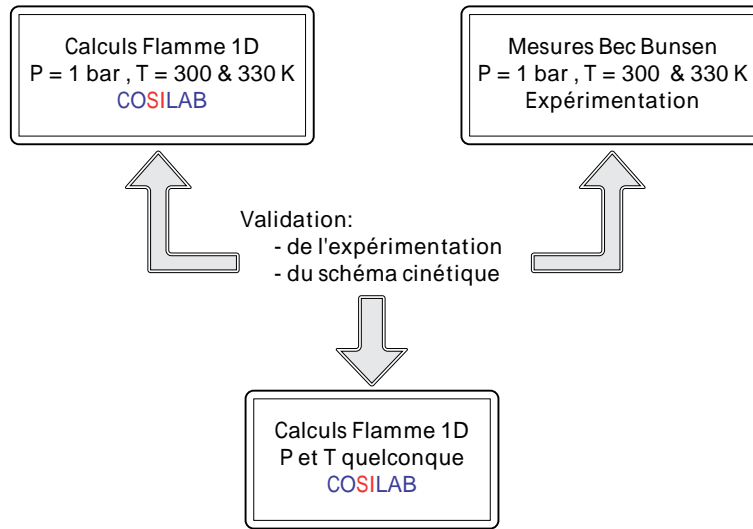 Calculs Flamme 1D
P = 1 bar , T = 300 & 330 K
COSILAB
Mesures Bec Bunsen
P = 1 bar, T = 300 & 330 K
Expérimentation
Validation:
- de l'expérimentation
- du schéma cinétique
Calculs Flamme 1D
P et T quelconque
COSILAB